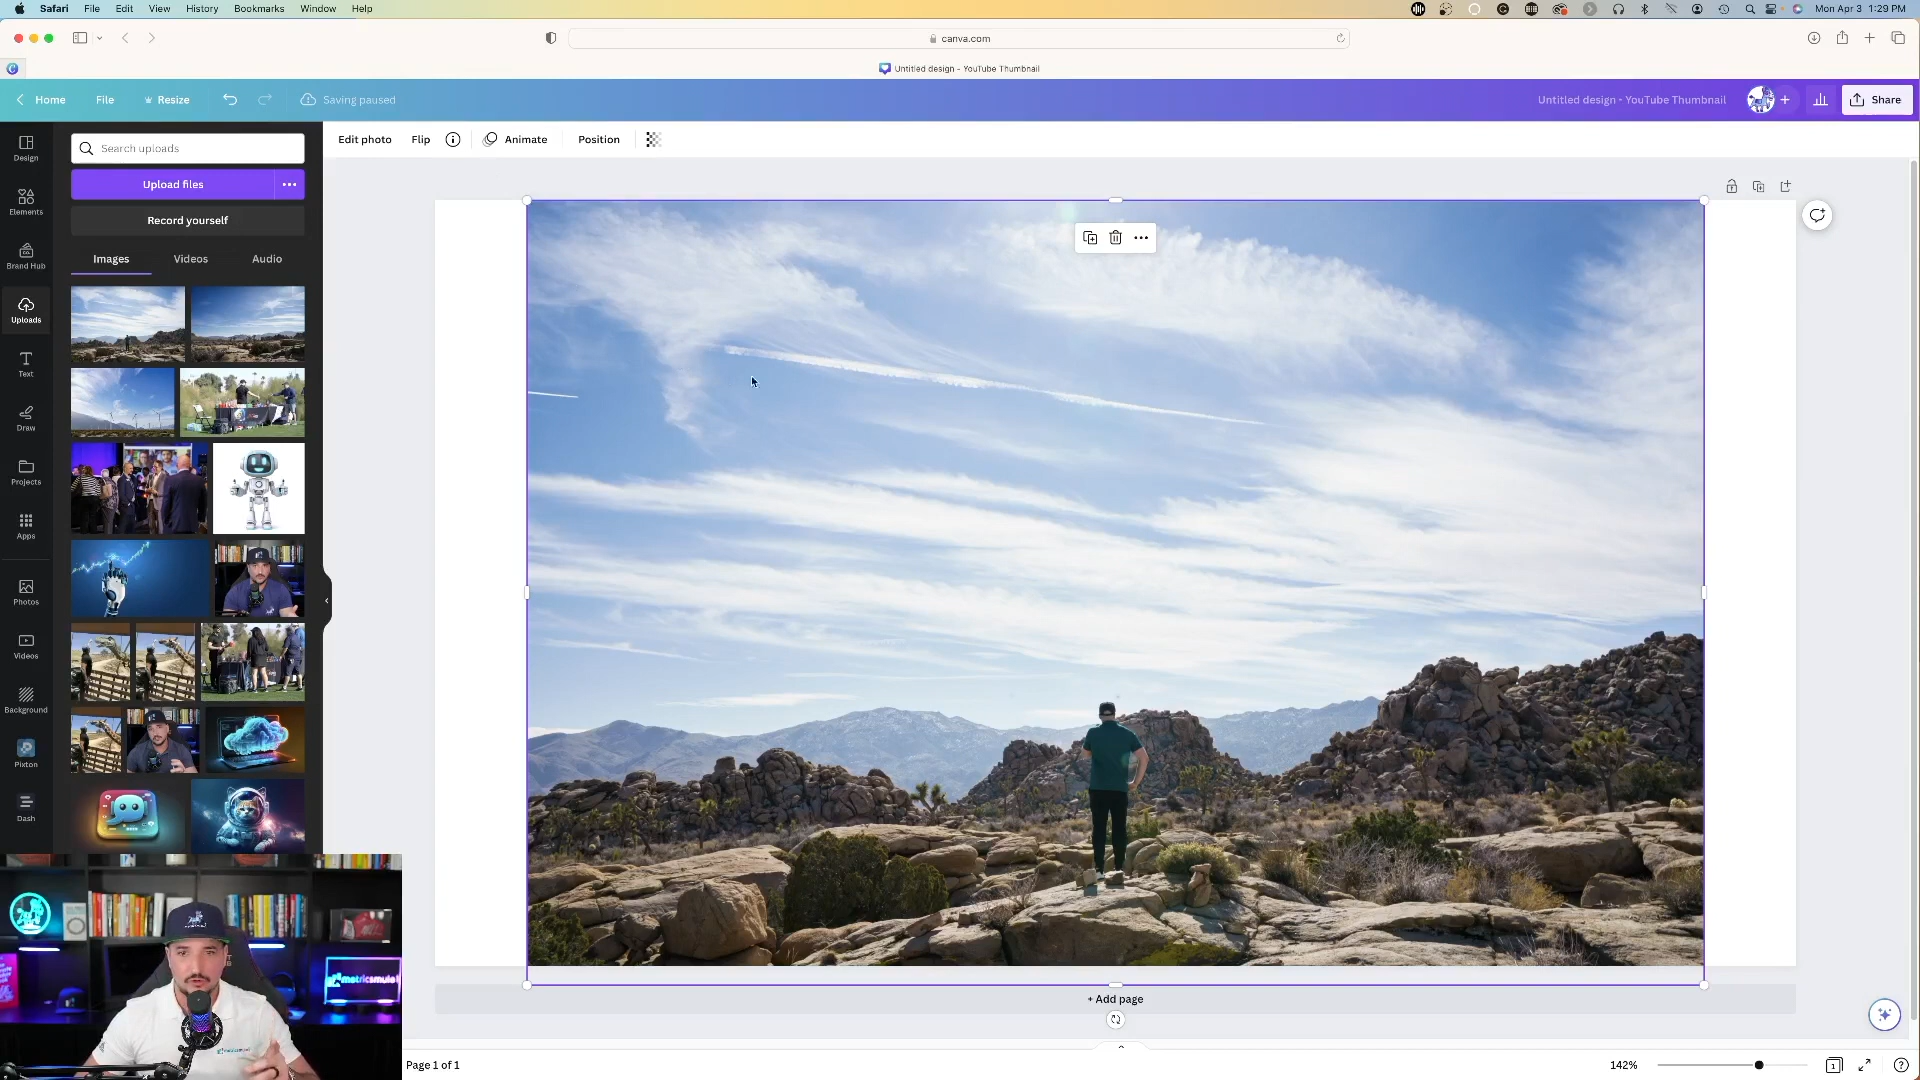 Safari File Edit View History Bookmarks Window Help
Mon Apr 3 1:29 PM
canva.com
Untitled design - YouTube Thumbnail
Home File Resize Saving paused
Untitled design - YouTube Thumbnail
Share
Edit photo Flip Animate Position
Design
Elements
Brand Hub
Uploads
Text
Draw
Projects
Apps
Photos
Videos
Background
Pixton
Dash
Search uploads
Upload files
Record yourself
Images Videos Audio
+ Add page
metricsmule
Page 1 of 1
142%
1